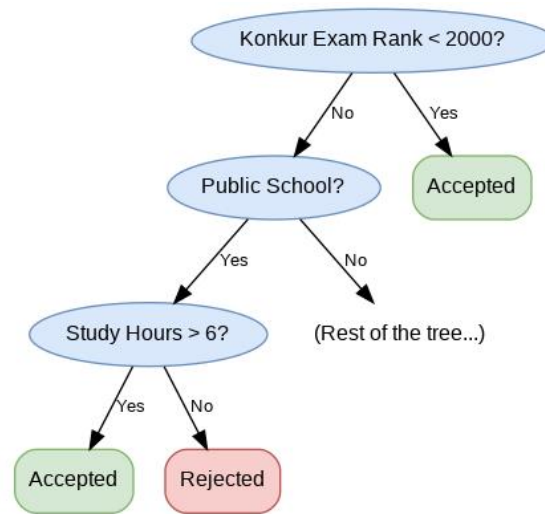 Konkur Exam Rank < 2000?
No
Yes
Public School?
Accepted
Yes
No
Study Hours > 6?
(Rest of the tree...)
Yes
No
Accepted
Rejected